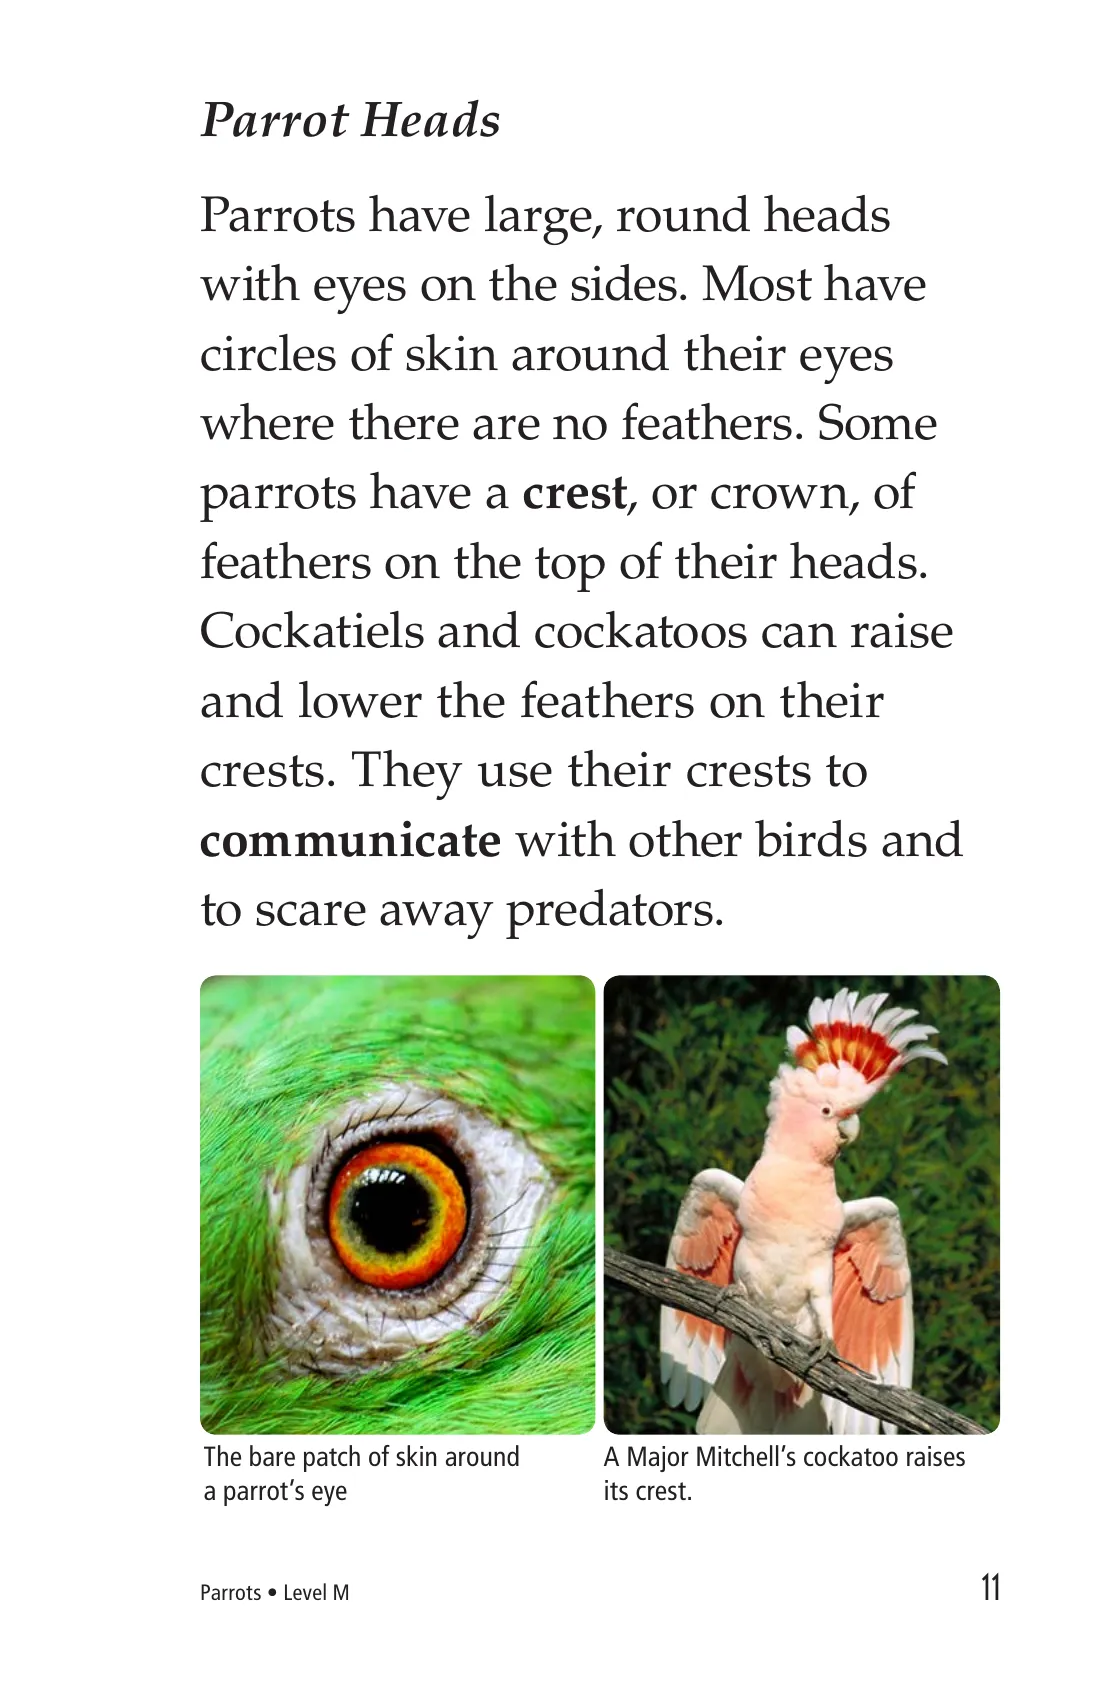 Parrot Heads
Parrots have large, round heads
with eyes on the sides. Most have
circles of skin around their eyes
where there are no feathers. Some
parrots have a crest, or crown, of
feathers on the top of their heads.
Cockatiels and cockatoos can raise
and lower the feathers on their
crests. They use their crests to
communicate with other birds and
to scare away predators.
The bare patch of skin around
a parrot’s eye
A Major Mitchell’s cockatoo raises
its crest.
Parrots • Level M
11